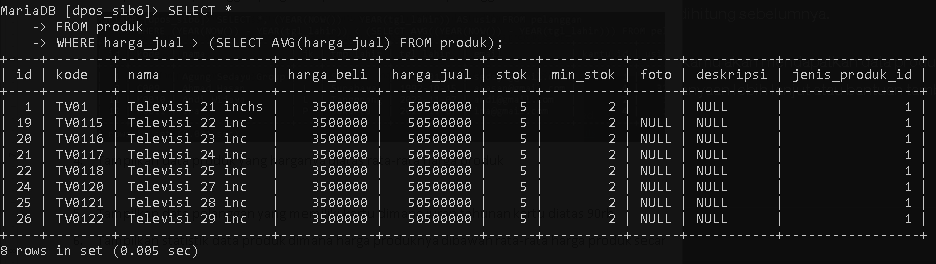 MariaDB [dpos_sib6]> SELECT *
    -> FROM produk
    -> WHERE harga_jual > (SELECT AVG(harga_jual) FROM produk);
+----+--------+-------------------+------------+------------+------+----------+------+-----------+-----------------+
| id | kode   | nama              | harga_beli | harga_jual | stok | min_stok | foto | deskripsi | jenis_produk_id |
+----+--------+-------------------+------------+------------+------+----------+------+-----------+-----------------+
|  1 | TV01   | Televisi 21 inchs |    3500000 |   50500000 |    5 |        2 |      | NULL      |               1 |
| 19 | TV0115 | Televisi 22 inc`  |    3500000 |   50500000 |    5 |        2 | NULL | NULL      |               1 |
| 20 | TV0116 | Televisi 23 inc   |    3500000 |   50500000 |    5 |        2 | NULL | NULL      |               1 |
| 21 | TV0117 | Televisi 24 inc   |    3500000 |   50500000 |    5 |        2 | NULL | NULL      |               1 |
| 22 | TV0118 | Televisi 25 inc   |    3500000 |   50500000 |    5 |        2 | NULL | NULL      |               1 |
| 24 | TV0120 | Televisi 27 inc   |    3500000 |   50500000 |    5 |        2 | NULL | NULL      |               1 |
| 25 | TV0121 | Televisi 28 inc   |    3500000 |   50500000 |    5 |        2 | NULL | NULL      |               1 |
| 26 | TV0122 | Televisi 29 inc   |    3500000 |   50500000 |    5 |        2 | NULL | NULL      |               1 |
+----+--------+-------------------+------------+------------+------+----------+------+-----------+-----------------+
8 rows in set (0.005 sec)